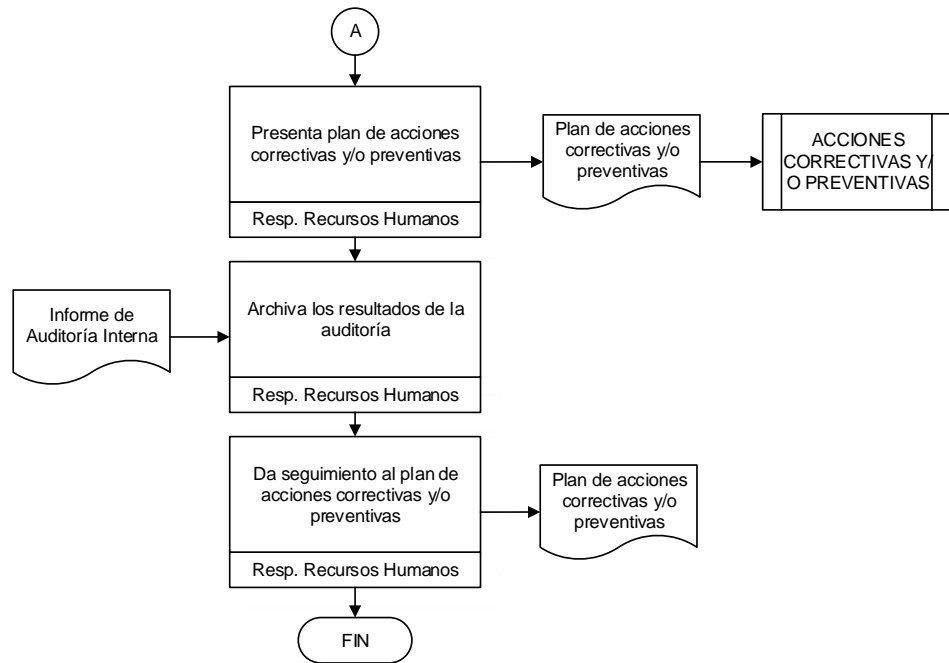 A
Presenta plan de acciones
correctivas y/o preventivas
Resp. Recursos Humanos
Plan de acciones
correctivas y/o
preventivas
ACCIONES
CORRECTIVAS Y/
O PREVENTIVAS
Informe de
Auditoría Interna
Archiva los resultados de la
auditoría
Resp. Recursos Humanos
Da seguimiento al plan de
acciones correctivas y/o
preventivas
Resp. Recursos Humanos
Plan de acciones
correctivas y/o
preventivas
FIN